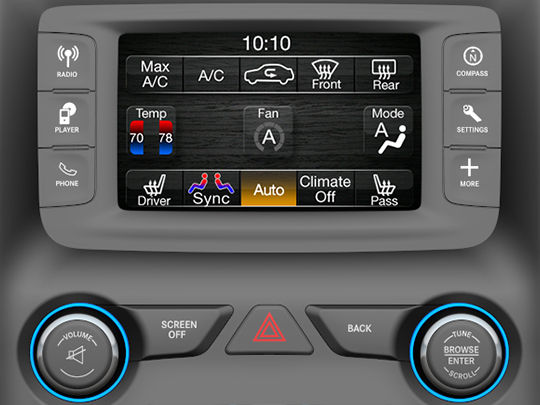 10:10
RADIO
Max
A/C
A/C
Front
Rear
COMPASS
N
PLAYER
Temp
70 78
Fan
A
Mode
A
SETTINGS
PHONE
Driver
Sync
Auto
Climate
Off
Pass
MORE
VOLUME
SCREEN
OFF
BACK
TUNE
BROWSE
ENTER
SCROLL